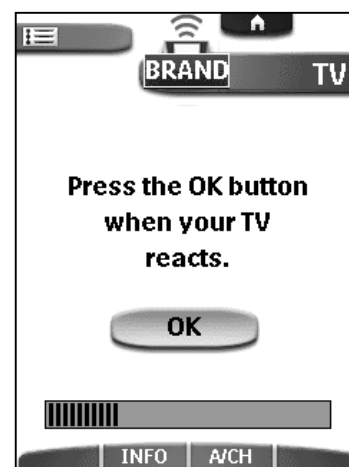 BRAND
TV
Press the OK button
when your TV
reacts.
OK
INFO A/CH